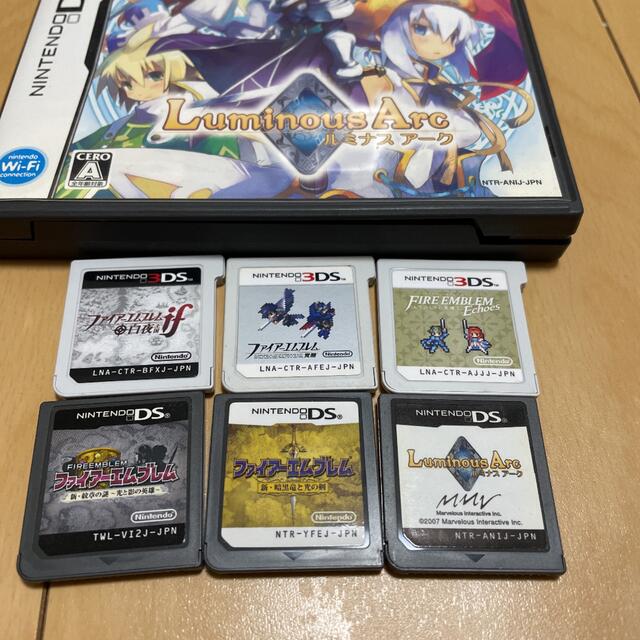 NINTENDO DS
Luminous Arc
ルミナス アーク
Nintendo
Wi-Fi
connection
CERO
A
全年齢対象
NTR-ANIJ-JPN
NINTENDO 3DS
ファイアーエムブレム if
白夜王国
Nintendo
LNA-CTR-BFXJ-JPN
NINTENDO 3DS
ファイアーエムブレム
覚醒
Nintendo
LNA-CTR-AFEJ-JPN
NINTENDO 3DS
FIRE EMBLEM
Echoes
Nintendo
LNA-CTR-AJJJ-JPN
NINTENDO DS
FIRE EMBLEM
ファイアーエムブレム
新・紋章の謎 ～光と影の英雄～
Nintendo
TWL-VI2J-JPN
NINTENDO DS
ファイアーエムブレム
新・暗黒竜と光の剣
Nintendo
NTR-YFEJ-JPN
NINTENDO DS
Luminous Arc
ルミナス アーク
Marvelous Interactive Inc.
©2007 Marvelous Interactive Inc.
NTR-ANIJ-JPN